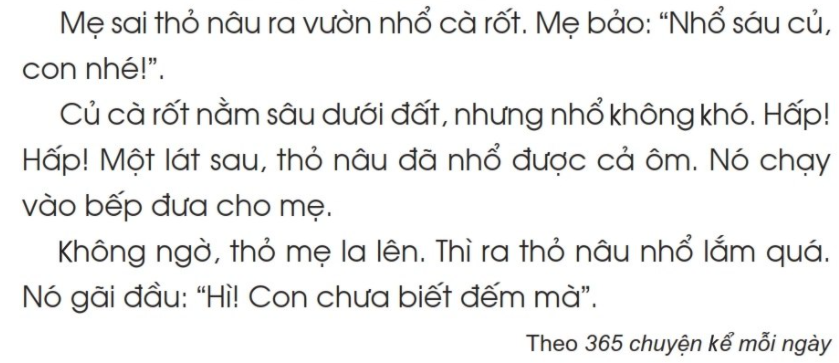 Mẹ sai thỏ nâu ra vườn nhổ cà rốt. Mẹ bảo: “Nhổ sáu củ,
con nhé!”.
Củ cà rốt nằm sâu dưới đất, nhưng nhổ không khó. Hấp!
Hấp! Một lát sau, thỏ nâu đã nhổ được cả ôm. Nó chạy
vào bếp đưa cho mẹ.
Không ngờ, thỏ mẹ la lên. Thì ra thỏ nâu nhổ lắm quá.
Nó gãi đầu: “Hì! Con chưa biết đếm mà”.
Theo 365 chuyện kể mỗi ngày